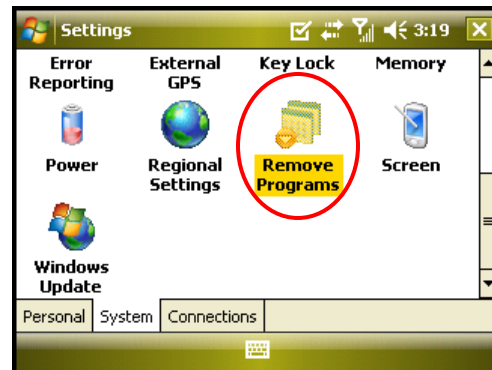 Settings 3:19
Error Reporting
External GPS
Key Lock
Memory
Power
Regional Settings
Remove Programs
Screen
Windows Update
Personal System Connections